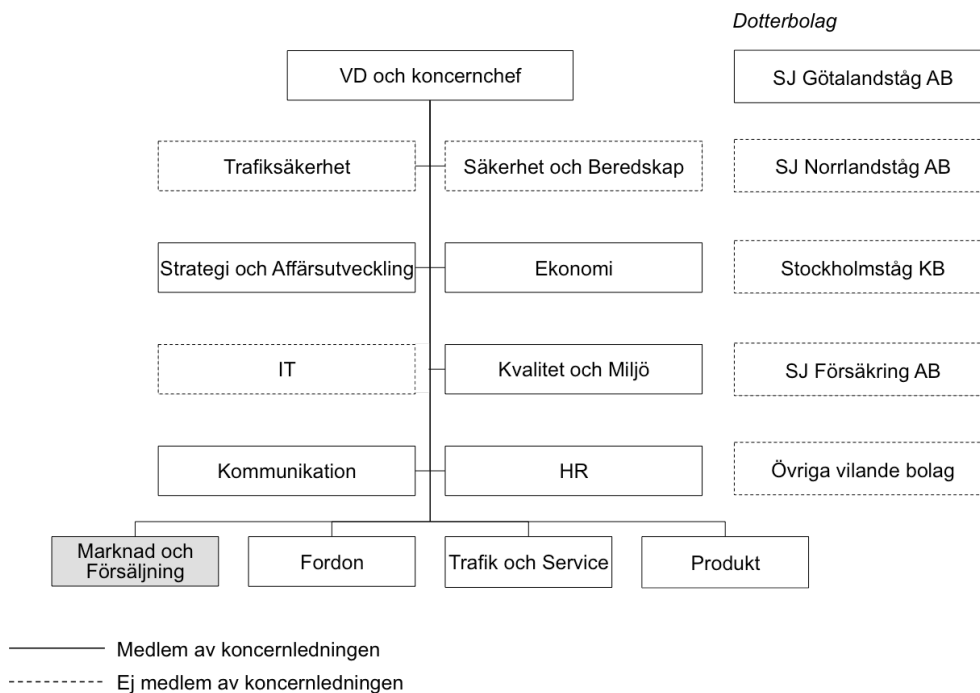 Dotterbolag
VD och koncernchef
SJ Götalandståg AB
Trafiksäkerhet
Säkerhet och Beredskap
SJ Norrlandståg AB
Strategi och Affärsutveckling
Ekonomi
Stockholmståg KB
IT
Kvalitet och Miljö
SJ Försäkring AB
Kommunikation
HR
Övriga vilande bolag
Marknad och
Försäljning
Fordon
Trafik och Service
Produkt
Medlem av koncernledningen
Ej medlem av koncernledningen